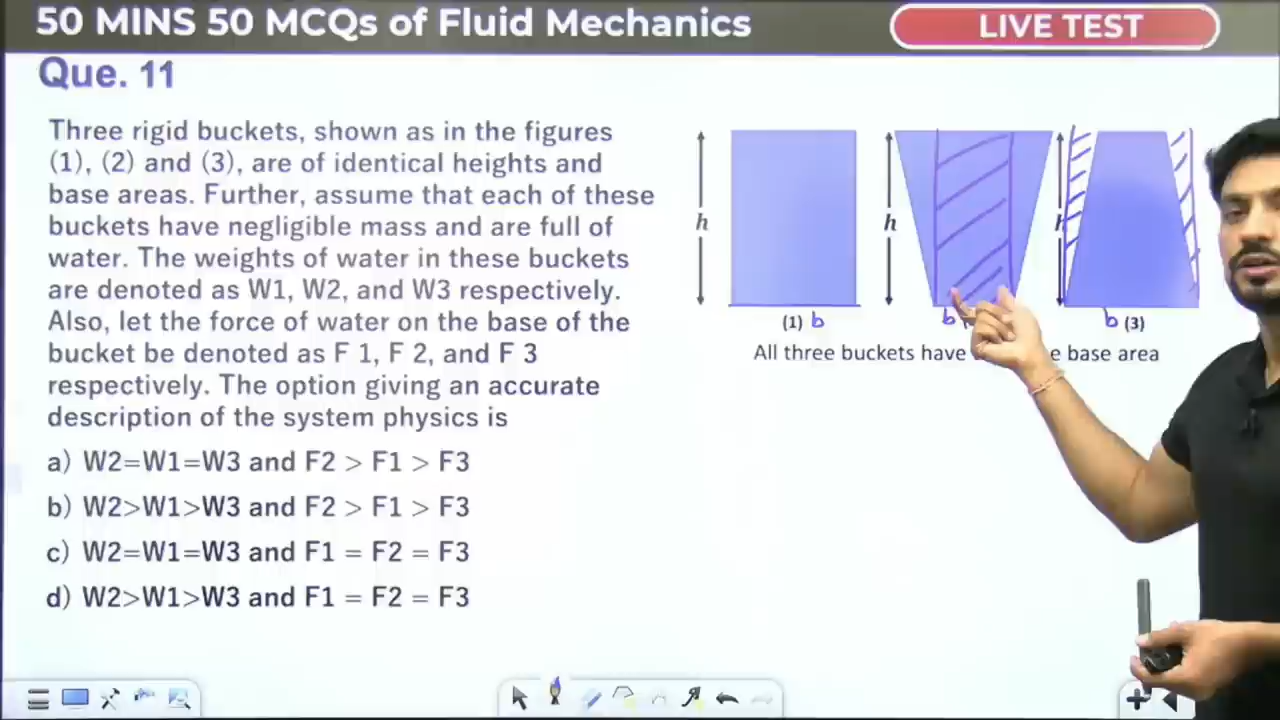 50 MINS 50 MCQs of Fluid Mechanics
LIVE TEST
Que. 11
Three rigid buckets, shown as in the figures
(1), (2) and (3), are of identical heights and
base areas. Further, assume that each of these
buckets have negligible mass and are full of
water. The weights of water in these buckets
are denoted as W1, W2, and W3 respectively.
Also, let the force of water on the base of the
bucket be denoted as F 1, F 2, and F 3
respectively. The option giving an accurate
description of the system physics is
a) W2=W1=W3 and F2 > F1 > F3
b) W2>W1>W3 and F2 > F1 > F3
c) W2=W1=W3 and F1 = F2 = F3
d) W2>W1>W3 and F1 = F2 = F3
h
h
h
(1) b
b
b (3)
All three buckets have base area